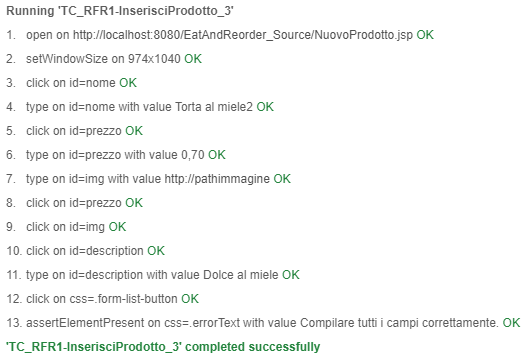 Running 'TC_RFR1-InserisciProdotto_3'
1. open on http://localhost:8080/EatAndReorder_Source/NuovoProdotto.jsp OK
2. setWindowSize on 974x1040 OK
3. click on id=nome OK
4. type on id=nome with value Torta al miele2 OK
5. click on id=prezzo OK
6. type on id=prezzo with value 0,70 OK
7. type on id=img with value http://pathimmagine OK
8. click on id=prezzo OK
9. click on id=img OK
10. click on id=description OK
11. type on id=description with value Dolce al miele OK
12. click on css=.form-list-button OK
13. assertElementPresent on css=.errorText with value Compilare tutti i campi correttamente. OK
'TC_RFR1-InserisciProdotto_3' completed successfully